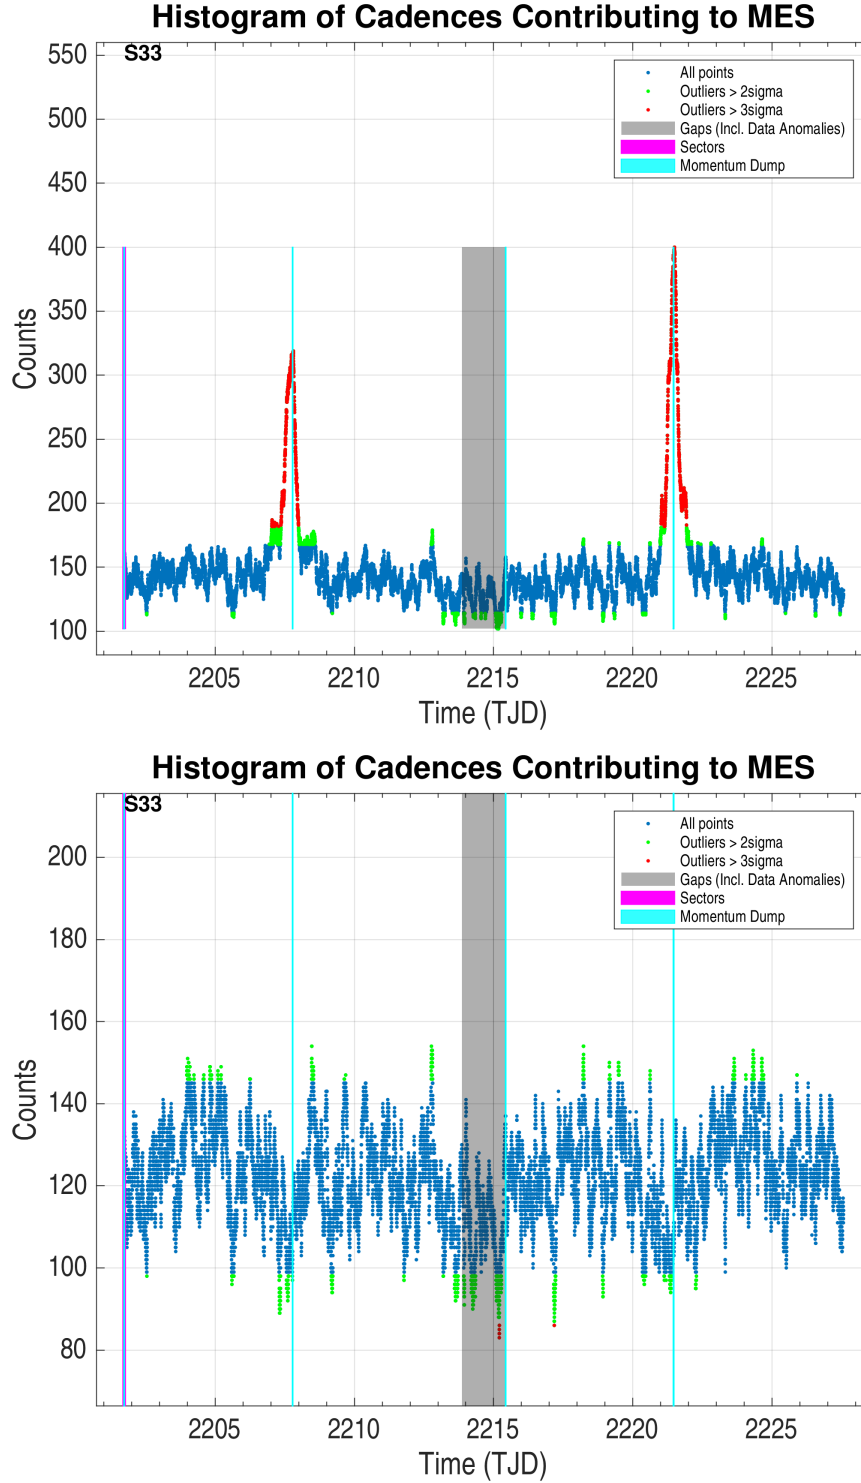 Histogram of Cadences Contributing to MES
S33
All points
Outliers > 2sigma
Outliers > 3sigma
Gaps (Incl. Data Anomalies)
Sectors
Momentum Dump
550
500
450
400
350
300
250
200
150
100
Counts
2205 2210 2215 2220 2225
Time (TJD)
Histogram of Cadences Contributing to MES
S33
All points
Outliers > 2sigma
Outliers > 3sigma
Gaps (Incl. Data Anomalies)
Sectors
Momentum Dump
200
180
160
140
120
100
80
Counts
2205 2210 2215 2220 2225
Time (TJD)